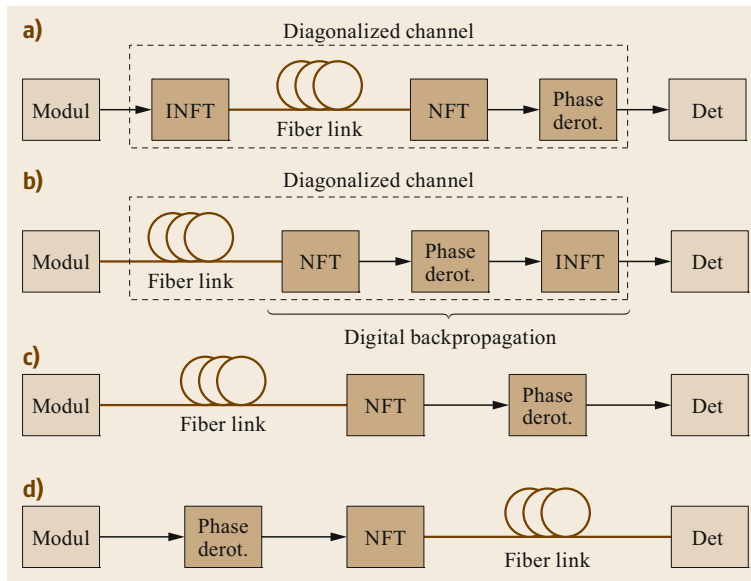 a)
Diagonalized channel
Modul
INFT
Fiber link
NFT
Phase
derot.
Det
b)
Diagonalized channel
Modul
Fiber link
NFT
Phase
derot.
INFT
Det
Digital backpropagation
c)
Modul
Fiber link
NFT
Phase
derot.
Det
d)
Modul
Phase
derot.
NFT
Fiber link
Det